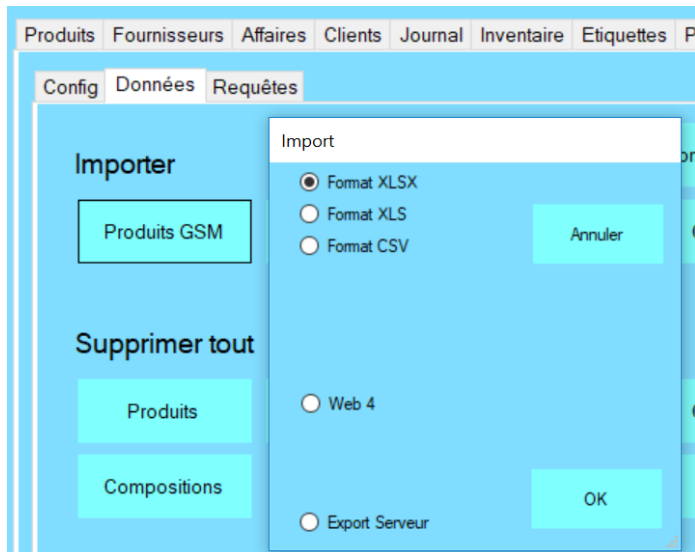 Produits Fournisseurs Affaires Clients Journal Inventaire Etiquettes
Config Données Requêtes
Import
Importer
Format XLSX
Format XLS
Format CSV
Produits GSM
Annuler
Supprimer tout
Produits
Web 4
Compositions
OK
Export Serveur